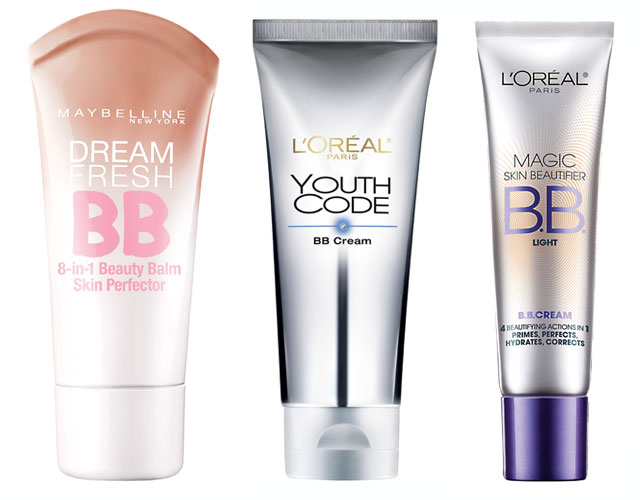 MAYBELLINE
NEW YORK
DREAM
FRESH
BB
8-in-1 Beauty Balm
Skin Perfector
L'ORÉAL
PARIS
YOUTH
CODE
BB Cream
L'ORÉAL®
PARIS
MAGIC
SKIN BEAUTIFIER
B.B.
LIGHT
B.B.CREAM
4 BEAUTIFYING ACTIONS IN 1
PRIMES, PERFECTS,
HYDRATES, CORRECTS